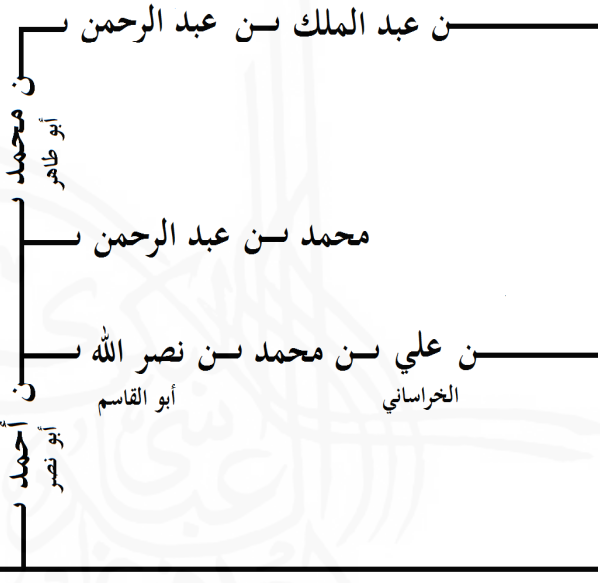 ن عبد الملك بن عبد الرحمن ب
ن محمد ب
أبو طاهر
محمد بن عبد الرحمن ب
ن علي بن محمد بن نصر الله ب
الخراساني
أبو القاسم
ن أحمد ب
أبو نصر